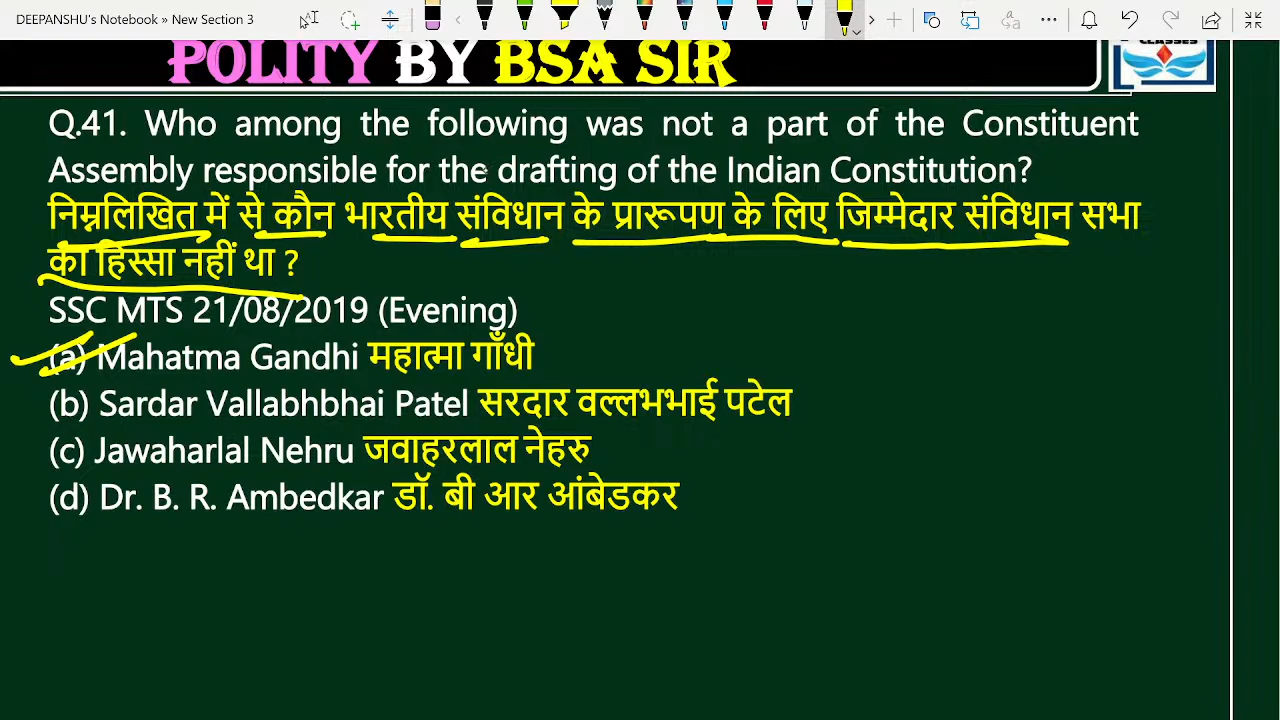 DEEPANSHU's Notebook » New Section 3
POLITY BY BSA SIR
CLASSES
Q.41. Who among the following was not a part of the Constituent
Assembly responsible for the drafting of the Indian Constitution?
निम्नलिखित में से कौन भारतीय संविधान के प्रारूपण के लिए जिम्मेदार संविधान सभा
का हिस्सा नहीं था ?
SSC MTS 21/08/2019 (Evening)
(a) Mahatma Gandhi महात्मा गाँधी
(b) Sardar Vallabhbhai Patel सरदार वल्लभभाई पटेल
(c) Jawaharlal Nehru जवाहरलाल नेहरु
(d) Dr. B. R. Ambedkar डॉ. बी आर आंबेडकर